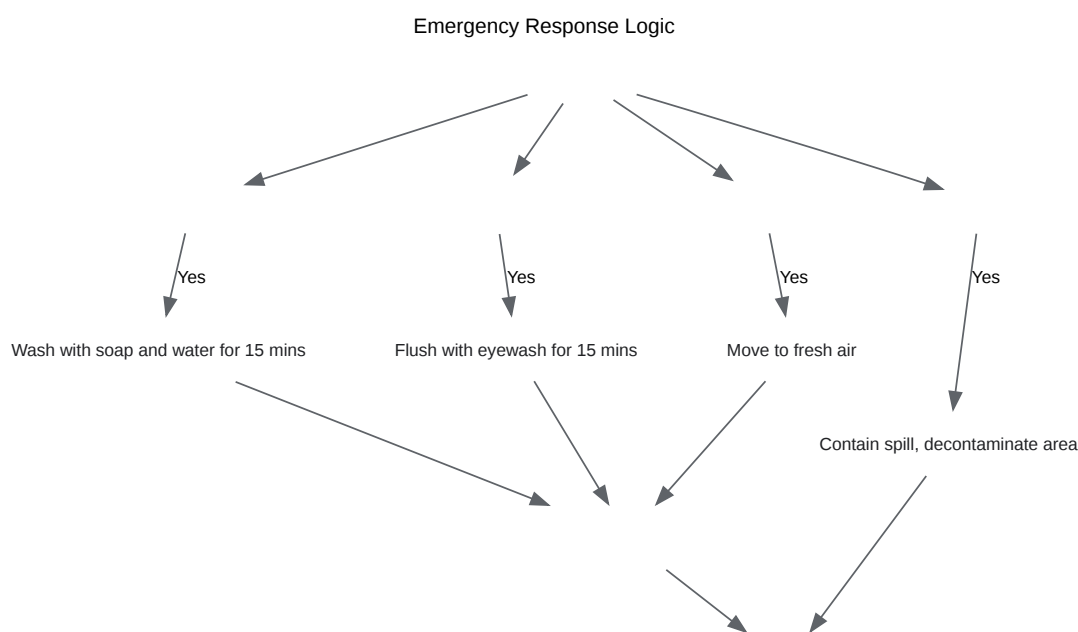 Emergency Response Logic
Yes
Yes
Yes
Yes
Wash with soap and water for 15 mins
Flush with eyewash for 15 mins
Move to fresh air
Contain spill, decontaminate area